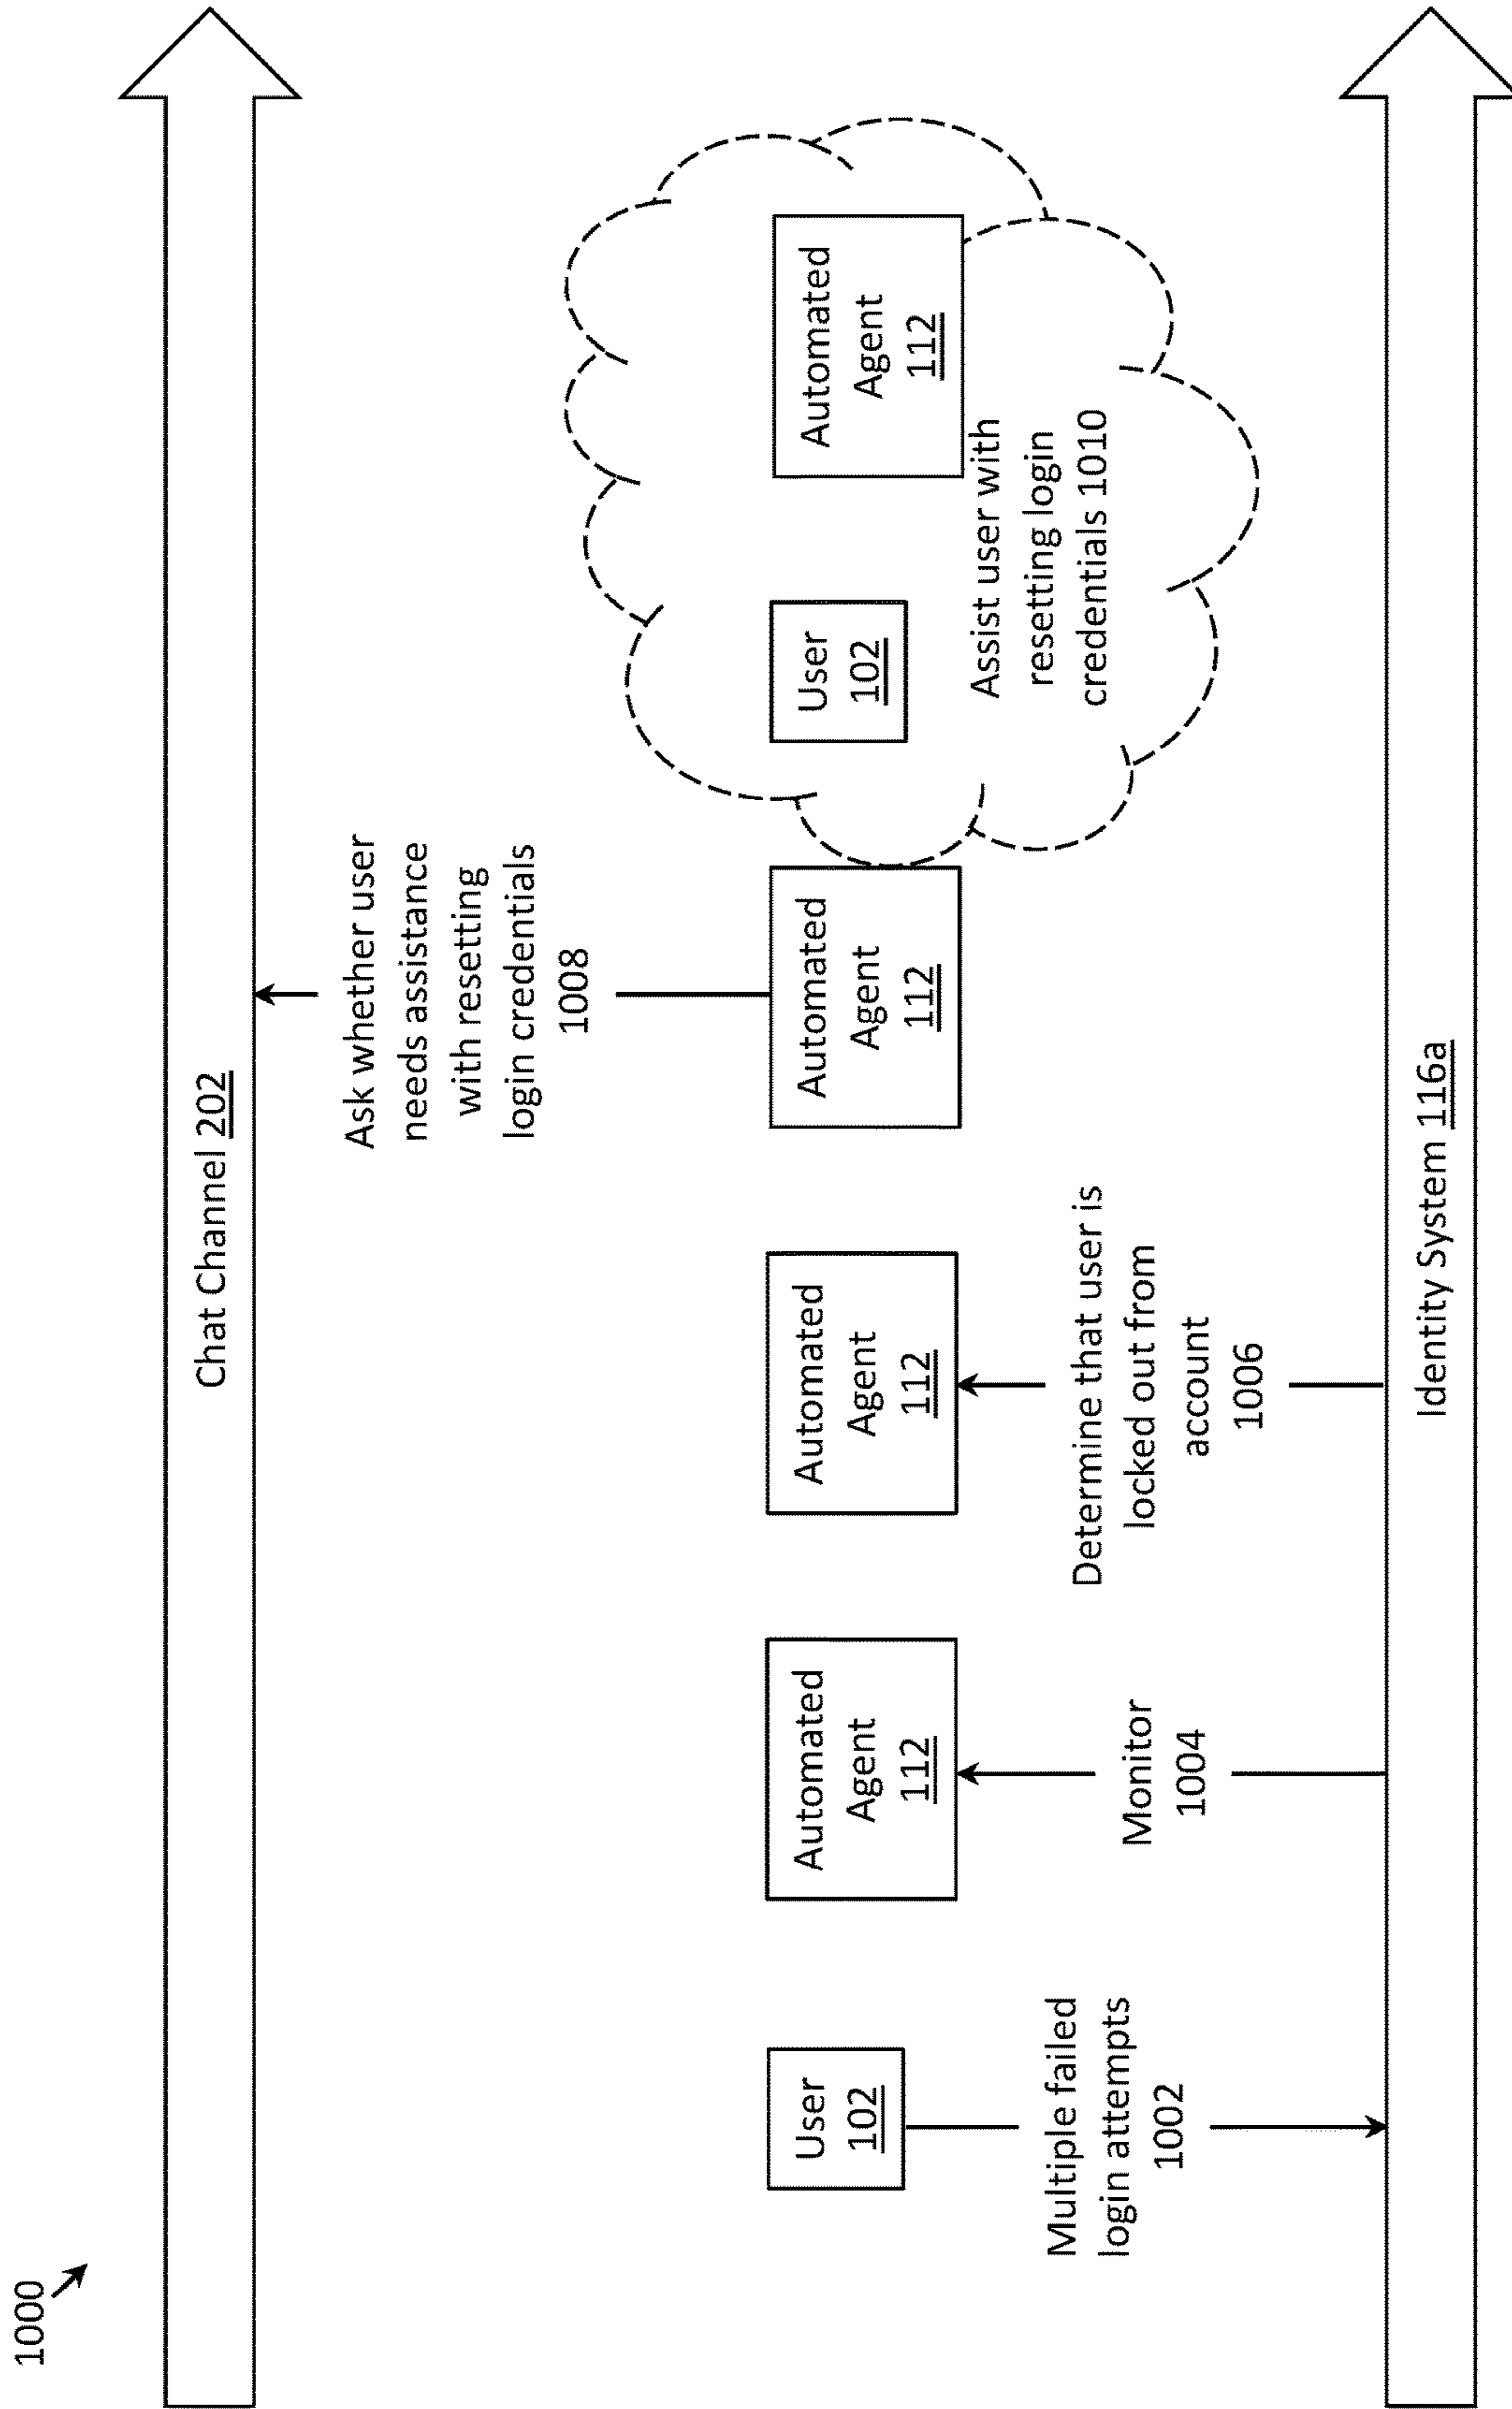 1000
Chat Channel 202
Ask whether user
needs assistance
with resetting
login credentials
1008
User
102
Multiple failed
login attempts
1002
Automated
Agent
112
Monitor
1004
Automated
Agent
112
Determine that user is
locked out from
account
1006
Automated
Agent
112
User
102
Automated
Agent
112
Assist user with
resetting login
credentials 1010
Identity System 116a